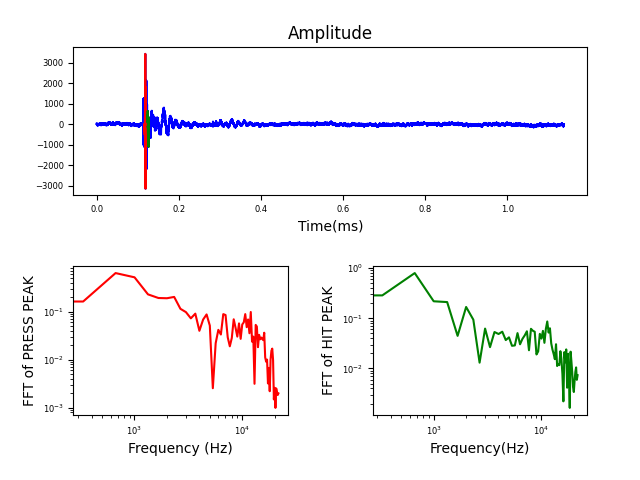 Amplitude
3000
2000
1000
0
−1000
−2000
−3000
0.0 0.2 0.4 0.6 0.8 1.0
Time(ms)
FFT of PRESS PEAK
10⁻¹
10⁻²
10⁻³
10³ 10⁴
Frequency (Hz)
FFT of HIT PEAK
10⁰
10⁻¹
10⁻²
10³ 10⁴
Frequency(Hz)